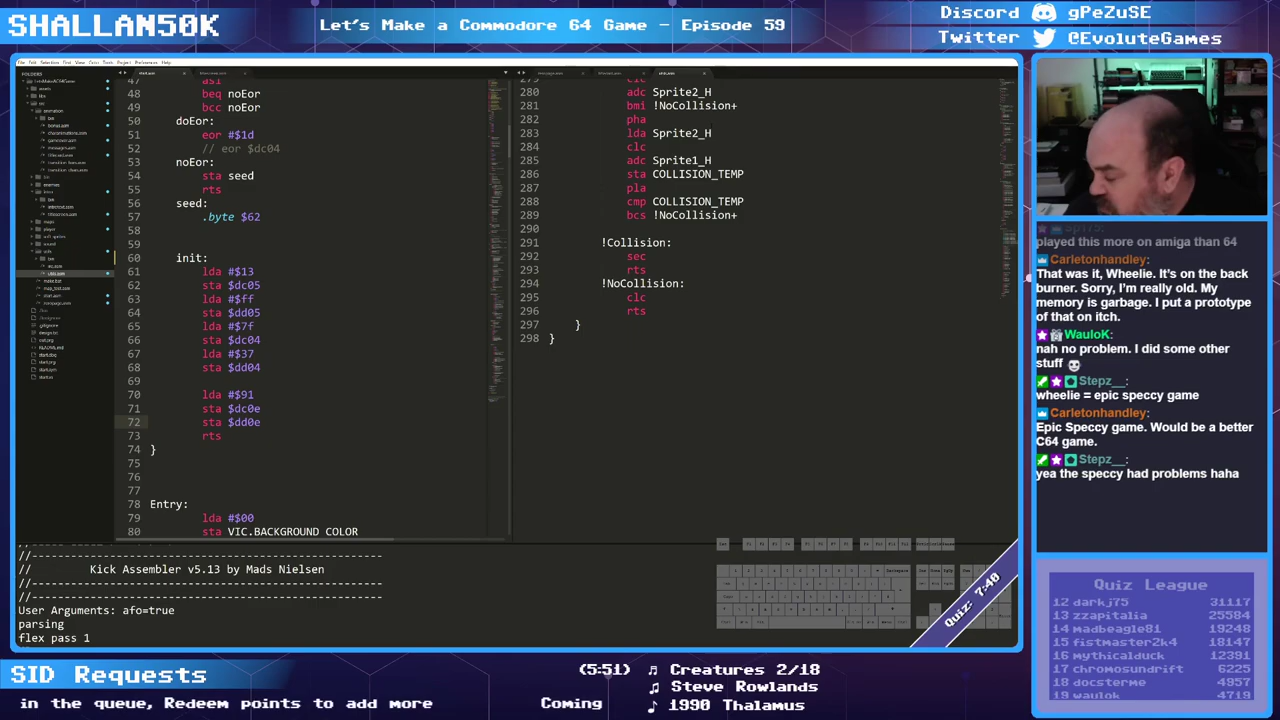 SHALLAN50K
Let's Make a Commodore 64 Game - Episode 59
Discord gPeZuSE
Twitter @EvoluteGames
FOLDERS
47 asl
48 beq noEor
49 bcc noEor
50 doEor:
51 eor #$1d
52 // eor $dc04
53 noEor:
54 sta seed
55 rts
56 seed:
57 .byte $62
58
59
60 init:
61 lda #$13
62 sta $dc05
63 lda #$ff
64 sta $dd05
65 lda #$7f
66 sta $dc04
67 lda #$37
68 sta $dd04
69
70 lda #$91
71 sta $dc0e
72 sta $dd0e
73 rts
74 }
75
76
77
78 Entry:
79 lda #$00
80 sta VIC.BACKGROUND_COLOR
279 clc
280 adc Sprite2_H
281 bmi !NoCollision+
282 pha
283 lda Sprite2_H
284 clc
285 adc Sprite1_H
286 sta COLLISION_TEMP
287 pla
288 cmp COLLISION_TEMP
289 bcs !NoCollision+
290
291 !Collision:
292 sec
293 rts
294 !NoCollision:
295 clc
296 rts
297 }
298 }
//------------------------------------------------------
// Kick Assembler v5.13 by Mads Nielsen
//------------------------------------------------------
User Arguments: afo=true
parsing
flex pass 1
played this more on amiga than 64
Carletonhandley:
That was it, Wheelie. It's on the back
burner. Sorry, I'm really old. My
memory is garbage. I put a prototype
of that on itch.
WauloK:
nah no problem. I did some other
stuff
Stepz__:
wheelie = epic speccy game
Carletonhandley:
Epic Speccy game. Would be a better
C64 game.
Stepz__:
yea the speccy had problems haha
Quiz: 7:46
Quiz League
12 darkj75 31117
13 zzapitalia 25584
14 madbeagle81 19248
15 fistmaster2k4 18147
16 mythicalduck 12391
17 chromosundrift 6225
18 docsterme 4957
19 waulok 4719
SID Requests
in the queue, Redeem points to add more
Coming
(5:51) Creatures 2/18
Steve Rowlands
1990 Thalamus